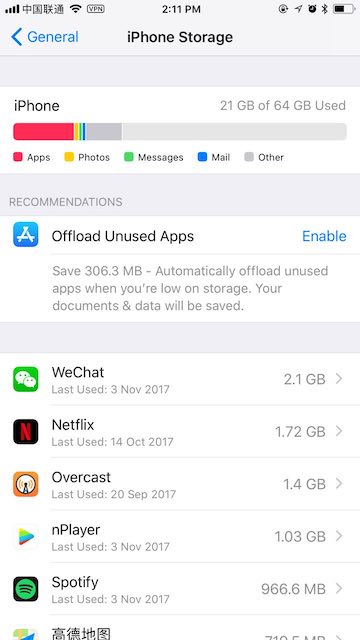 中国联通 VPN 2:11 PM
General iPhone Storage
iPhone 21 GB of 64 GB Used
Apps Photos Messages Mail Other
RECOMMENDATIONS
Offload Unused Apps Enable
Save 306.3 MB - Automatically offload unused
apps when you’re low on storage. Your
documents & data will be saved.
WeChat 2.1 GB
Last Used: 3 Nov 2017
Netflix 1.72 GB
Last Used: 14 Oct 2017
Overcast 1.4 GB
Last Used: 20 Sep 2017
nPlayer 1.03 GB
Last Used: 3 Nov 2017
Spotify 966.6 MB
Last Used: 3 Nov 2017
高德地图